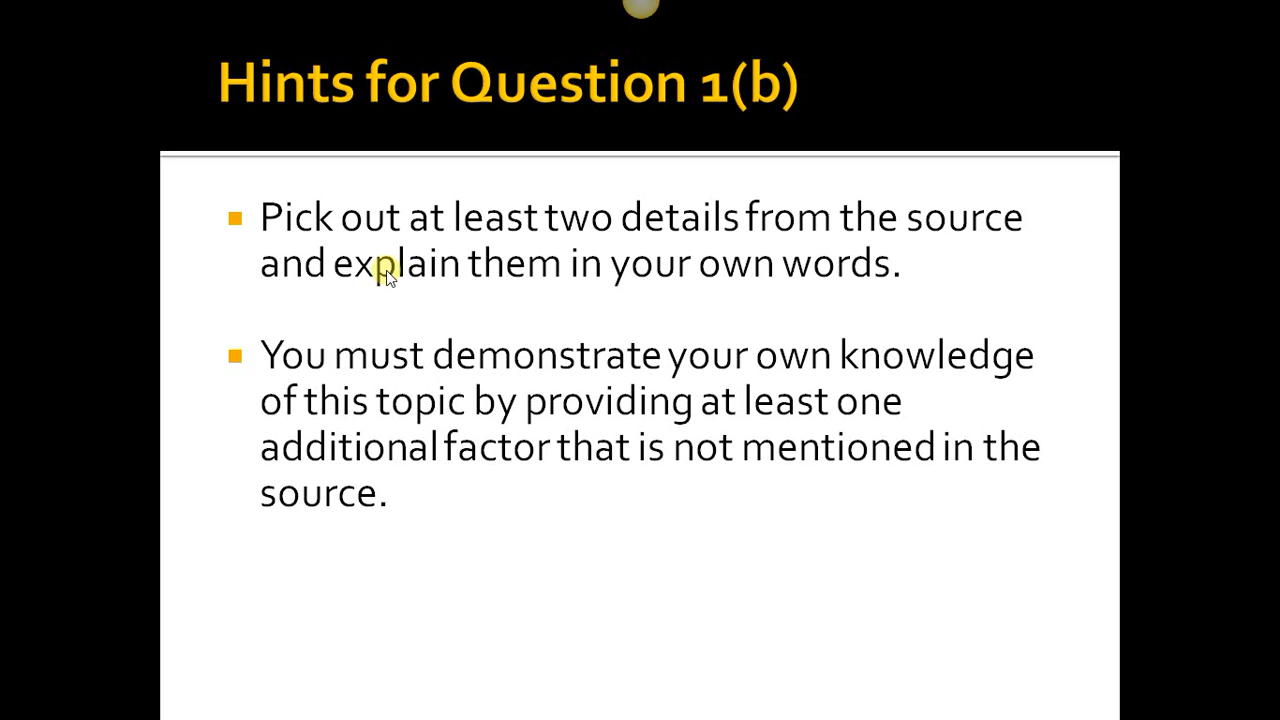 Hints for Question 1(b)
Pick out at least two details from the source
and explain them in your own words.
You must demonstrate your own knowledge
of this topic by providing at least one
additional factor that is not mentioned in the
source.